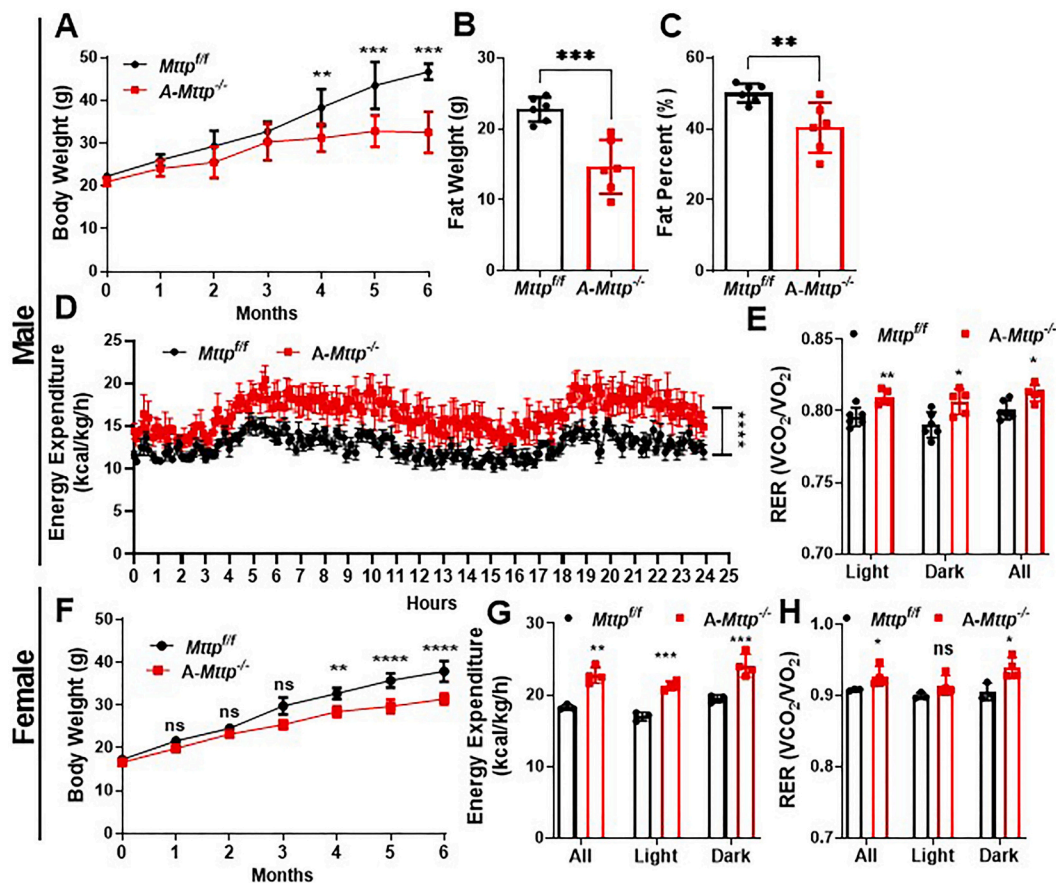 Male
A
Body Weight (g)
50
40
30
20
10
0
Mttp^f/f
A-Mttp^-/-
**
***
***
0 1 2 3 4 5 6
Months
B
Fat Weight (g)
30
20
10
0
***
Mttp^f/f A-Mttp^-/-
C
Fat Percent (%)
60
40
20
0
**
Mttp^f/f A-Mttp^-/-
D
Energy Expenditure
(kcal/kg/h)
25
20
15
10
5
0
Mttp^f/f A-Mttp^-/-
****
0 1 2 3 4 5 6 7 8 9 10 11 12 13 14 15 16 17 18 19 20 21 22 23 24 25
Hours
E
RER (VCO₂/VO₂)
0.85
0.80
0.75
0.70
Mttp^f/f A-Mttp^-/-
** * *
Light Dark All
Female
F
Body Weight (g)
50
40
30
20
10
0
Mttp^f/f
A-Mttp^-/-
ns ns ns ** **** ****
0 1 2 3 4 5 6
Months
G
Energy Expenditure
(kcal/kg/h)
30
20
10
0
Mttp^f/f A-Mttp^-/-
** *** ***
All Light Dark
H
RER (VCO₂/VO₂)
1.0
0.9
0.9
0.7
* ns *
All Light Dark